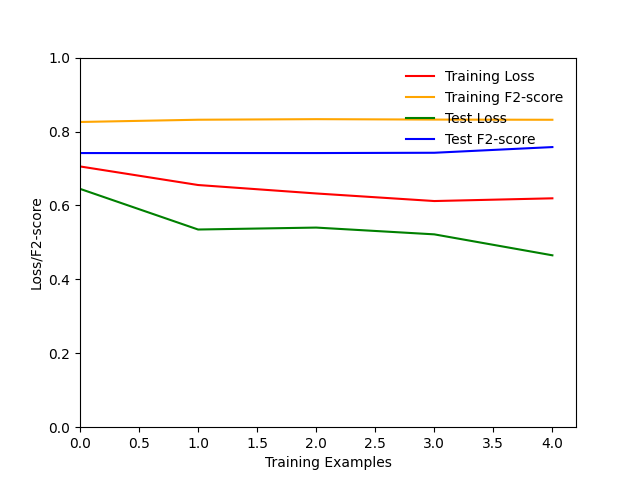 Training Loss
Training F2-score
Test Loss
Test F2-score
Loss/F2-score
1.0
0.8
0.6
0.4
0.2
0.0
0.0 0.5 1.0 1.5 2.0 2.5 3.0 3.5 4.0
Training Examples